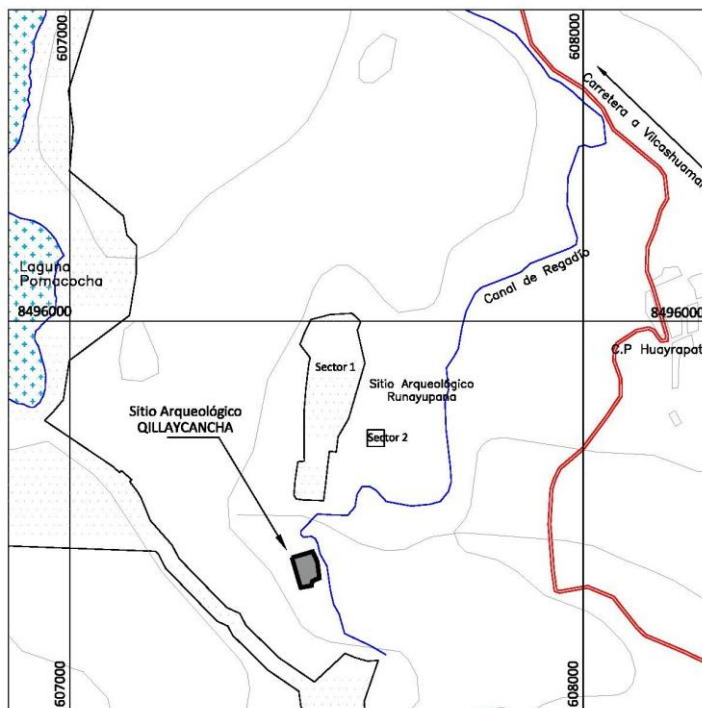 607000
608000
Carretera a Vilcashuaman
Laguna
Pomacocha
Canal de Regadío
8496000
8496000
C.P Huayrapat
Sector 1
Sitio Arqueológico
Runayupana
Sitio Arqueológico
QILLAYCANCHA
Sector 2
607000
608000